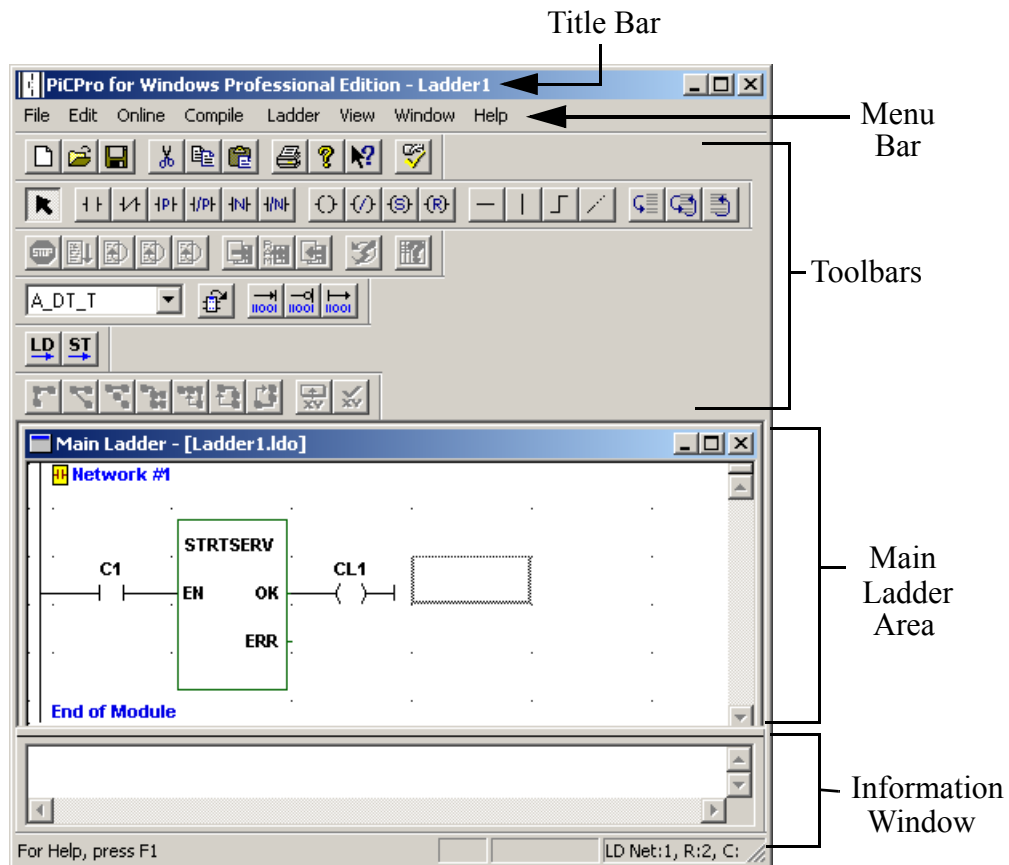 Title Bar
PiCPro for Windows Professional Edition - Ladder1
File Edit Online Compile Ladder View Window Help
Menu
Bar
Toolbars
A_DT_T
LD ST
Main Ladder - [Ladder1.ldo]
Network #1
STRTSERV
C1
CL1
EN OK
ERR
End of Module
Main
Ladder
Area
Information
Window
For Help, press F1
LD Net:1, R:2, C: